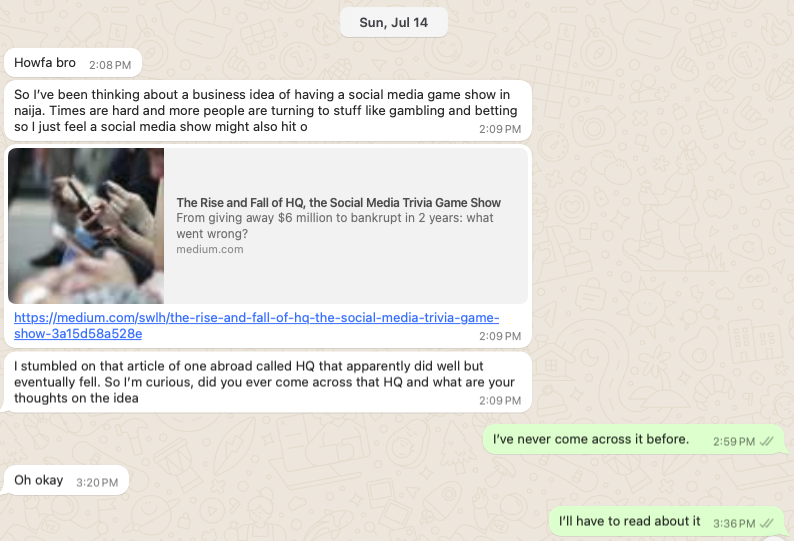 Sun, Jul 14
Howfa bro 2:08 PM
So I've been thinking about a business idea of having a social media game show in
naija. Times are hard and more people are turning to stuff like gambling and betting
so I just feel a social media show might also hit o 2:09 PM
The Rise and Fall of HQ, the Social Media Trivia Game Show
From giving away $6 million to bankrupt in 2 years: what
went wrong?
medium.com
https://medium.com/swlh/the-rise-and-fall-of-hq-the-social-media-trivia-game-
show-3a15d58a528e 2:09 PM
I stumbled on that article of one abroad called HQ that apparently did well but
eventually fell. So I'm curious, did you ever come across that HQ and what are your
thoughts on the idea 2:09 PM
I've never come across it before. 2:59 PM
Oh okay 3:20 PM
I'll have to read about it 3:36 PM